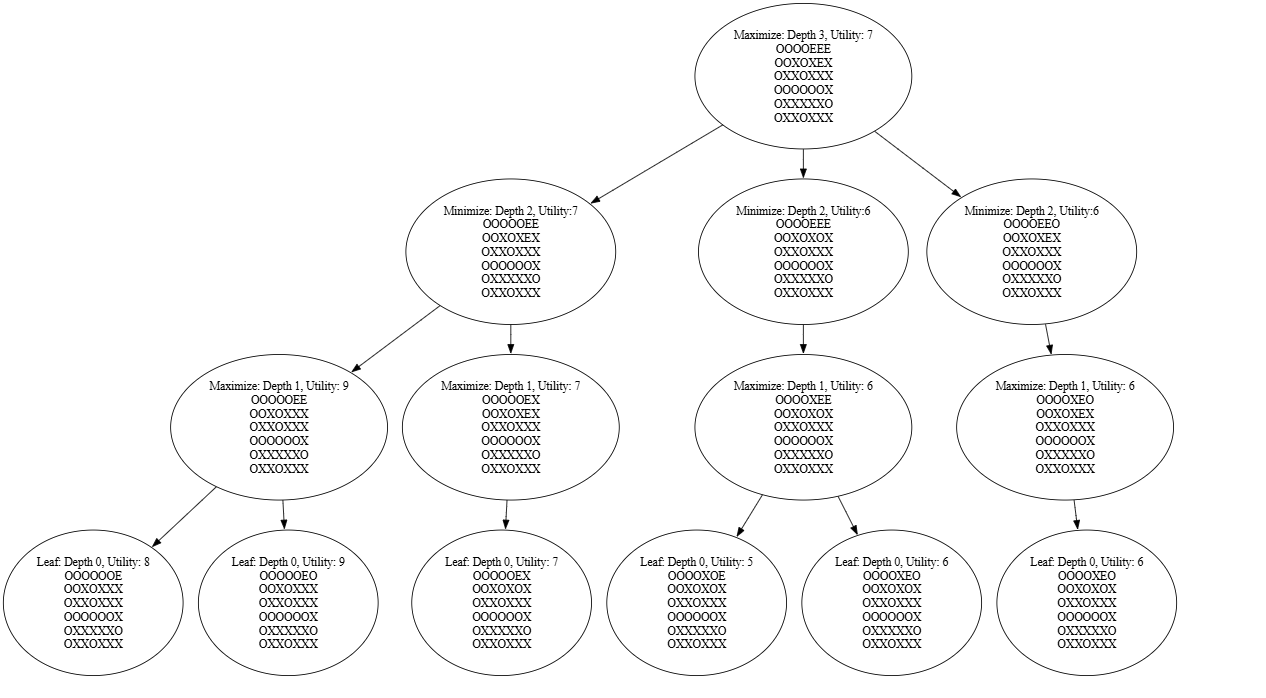 Maximize: Depth 3, Utility: 7
OOOOEEE
OOXOXEX
OXXOXXX
OOOOOOX
OXXXXXO
OXXOXXX
Minimize: Depth 2, Utility:7
OOOOOEE
OOXOXEX
OXXOXXX
OOOOOOX
OXXXXXO
OXXOXXX
Minimize: Depth 2, Utility:6
OOOOEEE
OOXOXOX
OXXOXXX
OOOOOOX
OXXXXXO
OXXOXXX
Minimize: Depth 2, Utility:6
OOOOEEO
OOXOXEX
OXXOXXX
OOOOOOX
OXXXXXO
OXXOXXX
Maximize: Depth 1, Utility: 9
OOOOOEE
OOXOXXX
OXXOXXX
OOOOOOX
OXXXXXO
OXXOXXX
Maximize: Depth 1, Utility: 7
OOOOOEX
OOXOXEX
OXXOXXX
OOOOOOX
OXXXXXO
OXXOXXX
Maximize: Depth 1, Utility: 6
OOOOXEE
OOXOXOX
OXXOXXX
OOOOOOX
OXXXXXO
OXXOXXX
Maximize: Depth 1, Utility: 6
OOOOXEO
OOXOXEX
OXXOXXX
OOOOOOX
OXXXXXO
OXXOXXX
Leaf: Depth 0, Utility: 8
OOOOOOE
OOXOXXX
OXXOXXX
OOOOOOX
OXXXXXO
OXXOXXX
Leaf: Depth 0, Utility: 9
OOOOOEO
OOXOXXX
OXXOXXX
OOOOOOX
OXXXXXO
OXXOXXX
Leaf: Depth 0, Utility: 7
OOOOOEX
OOXOXOX
OXXOXXX
OOOOOOX
OXXXXXO
OXXOXXX
Leaf: Depth 0, Utility: 5
OOOOXOE
OOXOXOX
OXXOXXX
OOOOOOX
OXXXXXO
OXXOXXX
Leaf: Depth 0, Utility: 6
OOOOXEO
OOXOXOX
OXXOXXX
OOOOOOX
OXXXXXO
OXXOXXX
Leaf: Depth 0, Utility: 6
OOOOXEO
OOXOXOX
OXXOXXX
OOOOOOX
OXXXXXO
OXXOXXX